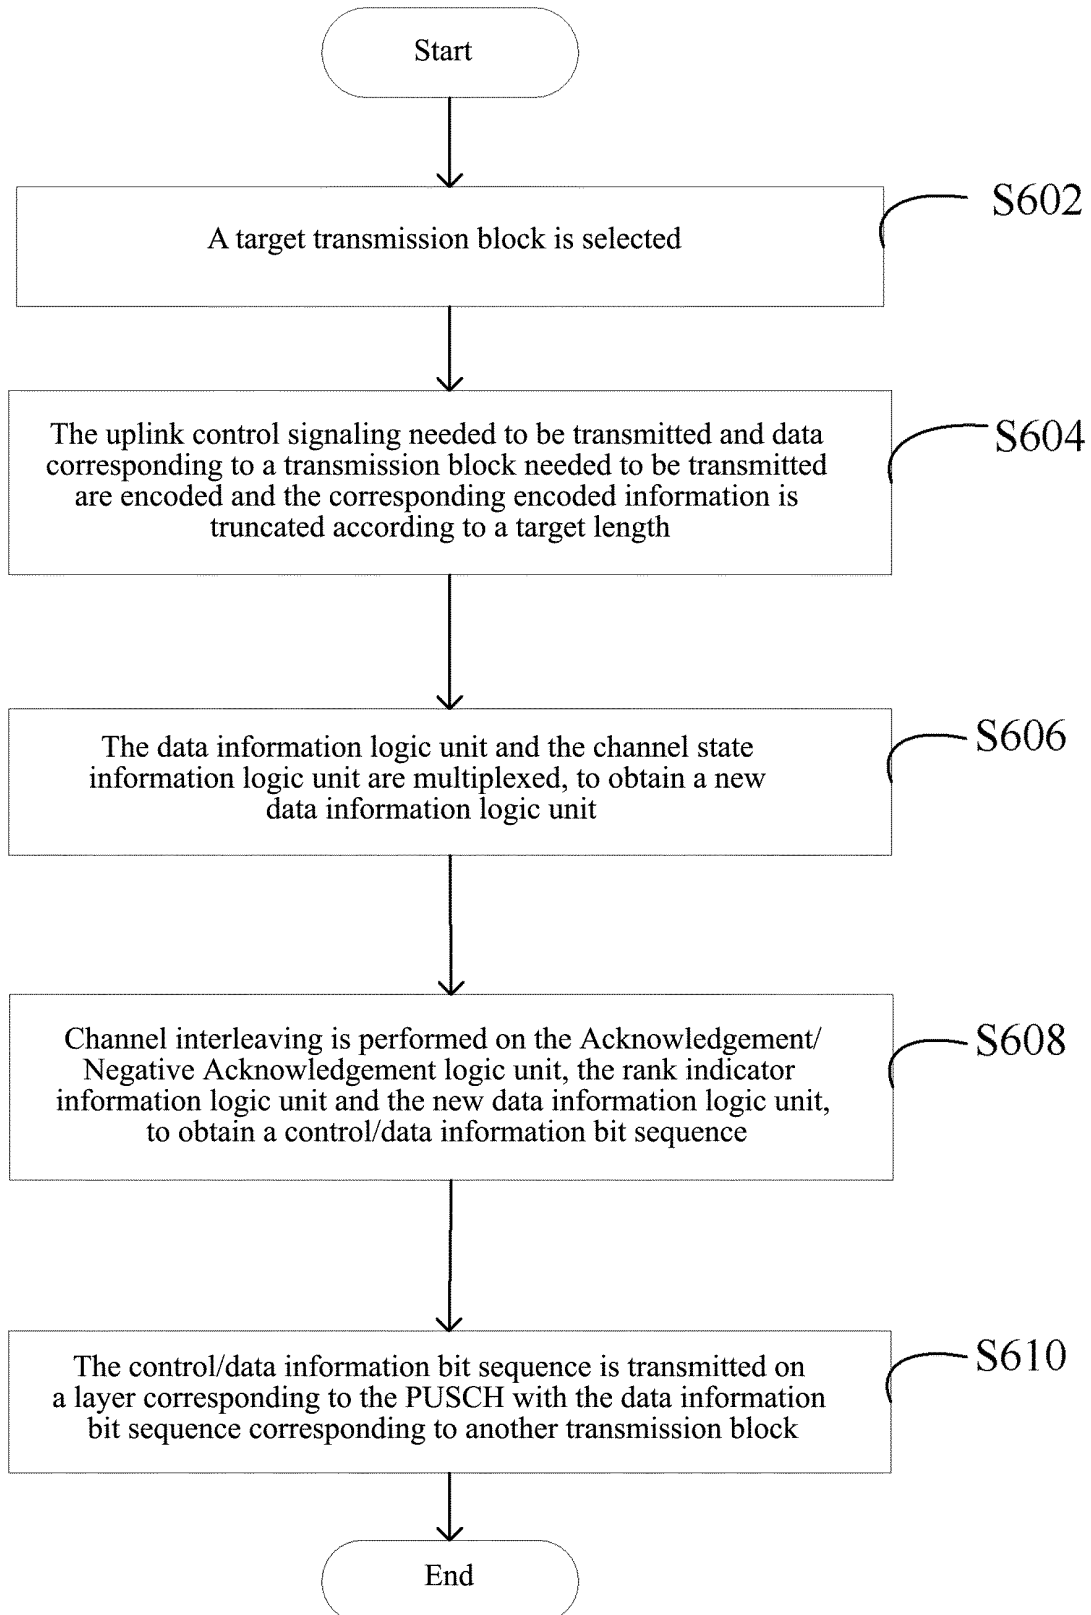 Start
S602
A target transmission block is selected
S604
The uplink control signaling needed to be transmitted and data
corresponding to a transmission block needed to be transmitted
are encoded and the corresponding encoded information is
truncated according to a target length
S606
The data information logic unit and the channel state
information logic unit are multiplexed, to obtain a new
data information logic unit
S608
Channel interleaving is performed on the Acknowledgement/
Negative Acknowledgement logic unit, the rank indicator
information logic unit and the new data information logic unit,
to obtain a control/data information bit sequence
S610
The control/data information bit sequence is transmitted on
a layer corresponding to the PUSCH with the data information
bit sequence corresponding to another transmission block
End